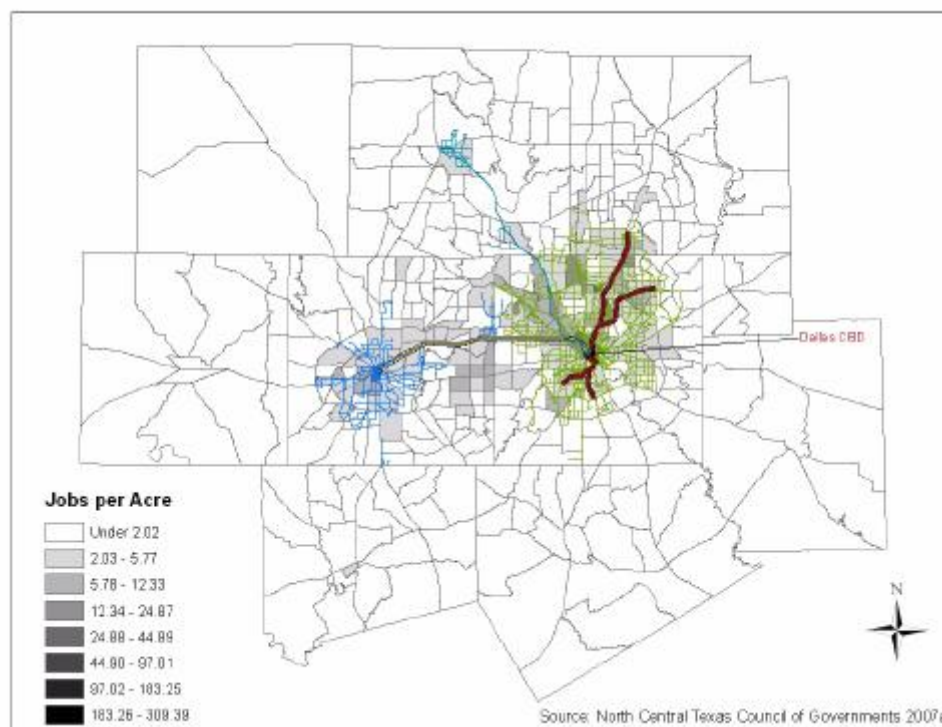 Dallas CBD
Jobs per Acre
Under 2.02
2.03 - 5.77
5.78 - 12.33
12.34 - 24.87
24.88 - 44.89
44.90 - 97.01
97.02 - 183.25
183.26 - 309.39
N
Source: North Central Texas Council of Governments 2007